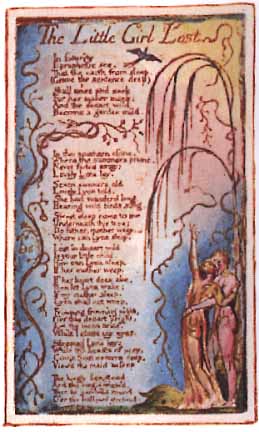 The Little Girl Lost
In futurity
I prophetic see,
That the earth from sleep,
(Grave the sentence deep)
Shall arise and seek
For her maker meek:
And the desart wild
Become a garden mild.
In the southern clime,
Where the summers prime,
Never fades away;
Lovely Lyca lay.
Seven summers old
Lovely Lyca told,
She had wanderd long,
Hearing wild birds song.
Sweet sleep come to me
Underneath this tree;
Do father, mother weep,
Where can Lyca sleep.
Lost in desart wild
Is your little child.
How can Lyca sleep,
If her mother weep.
If her heart does ake,
Then let Lyca wake;
If my mother sleep,
Lyca shall not weep.
Frowning frowning night,
O'er this desart bright,
Let thy moon arise,
While I close my eyes.
Sleeping Lyca lay;
While the beasts of prey,
Come from caverns deep,
View'd the maid asleep
The kingly lion stood
And the virgin view'd,
Then he gambold round
O'er the hallowd ground: